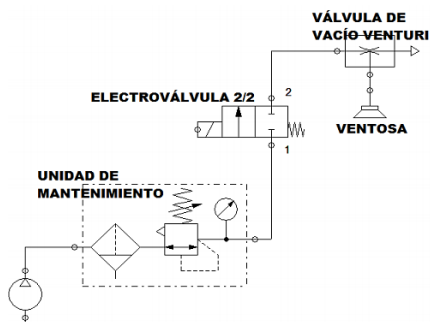 VÁLVULA DE
VACÍO VENTURI
ELECTROVÁLVULA 2/2
2
VENTOSA
1
UNIDAD DE
MANTENIMIENTO